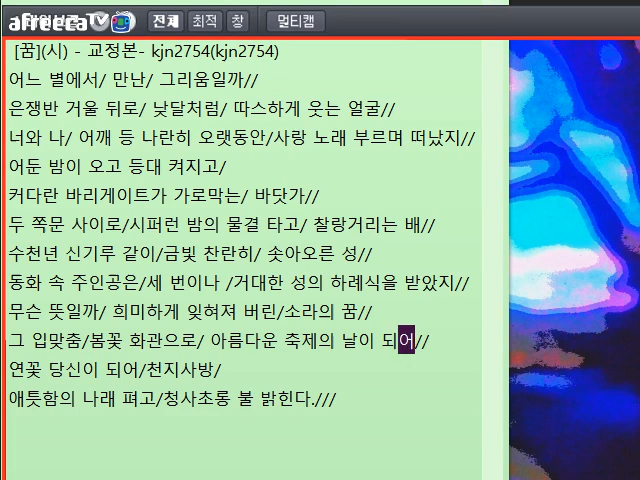 afreeca TV
전체 최적 창 멀티캠
[꿈](시) - 교정본- kjn2754(kjn2754)
어느 별에서/ 만난/ 그리움일까//
은쟁반 거울 뒤로/ 낮달처럼/ 따스하게 웃는 얼굴//
너와 나/ 어깨 등 나란히 오랫동안/사랑 노래 부르며 떠났지//
어둔 밤이 오고 등대 켜지고/
커다란 바리게이트가 가로막는/ 바닷가//
두 쪽문 사이로/시퍼런 밤의 물결 타고/ 찰랑거리는 배//
수천년 신기루 같이/금빛 찬란히/ 솟아오른 성//
동화 속 주인공은/세 번이나 /거대한 성의 하례식을 받았지//
무슨 뜻일까/ 희미하게 잊혀져 버린/소라의 꿈//
그 입맞춤/봄꽃 화관으로/ 아름다운 축제의 날이 되어//
연꽃 당신이 되어/천지사방/
애틋함의 나래 펴고/청사초롱 불 밝힌다.///